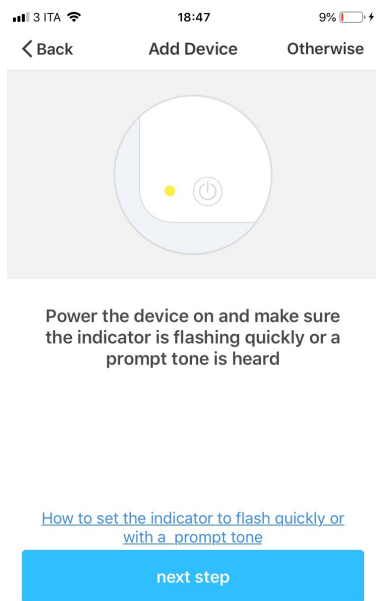 3 ITA 18:47 9%
Back Add Device Otherwise
Power the device on and make sure
the indicator is flashing quickly or a
prompt tone is heard
How to set the indicator to flash quickly or
with a prompt tone
next step